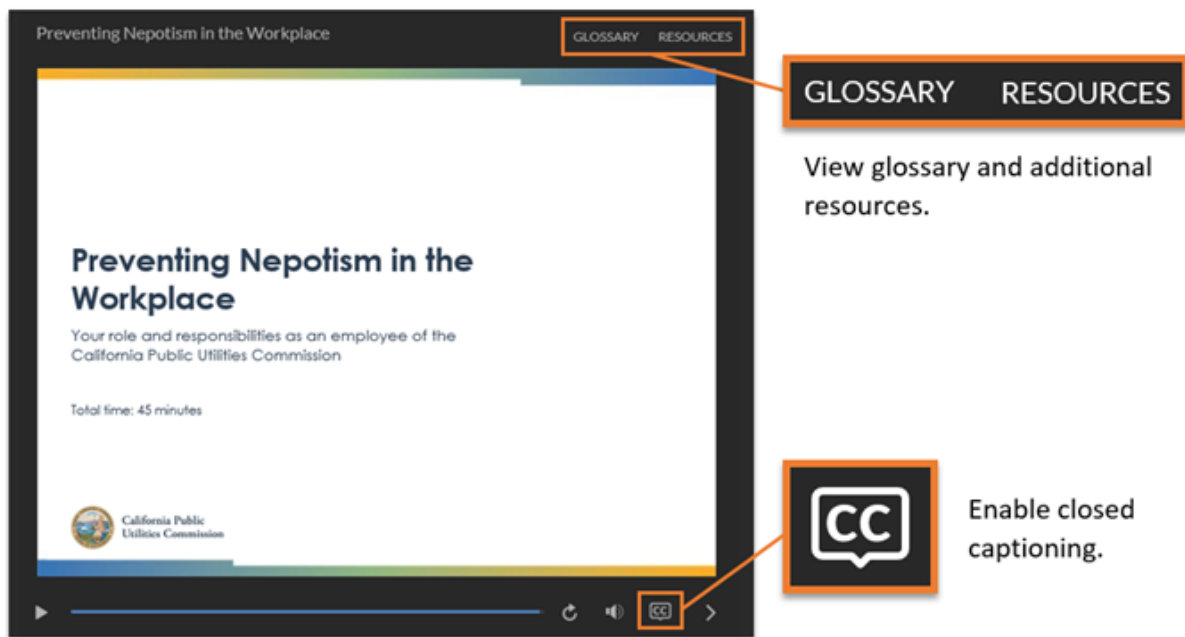 Preventing Nepotism in the Workplace
GLOSSARY RESOURCES
Preventing Nepotism in the
Workplace
Your role and responsibilities as an employee of the
California Public Utilities Commission
Total time: 45 minutes
California Public
Utilities Commission
CC
GLOSSARY RESOURCES
View glossary and additional
resources.
CC
Enable closed
captioning.